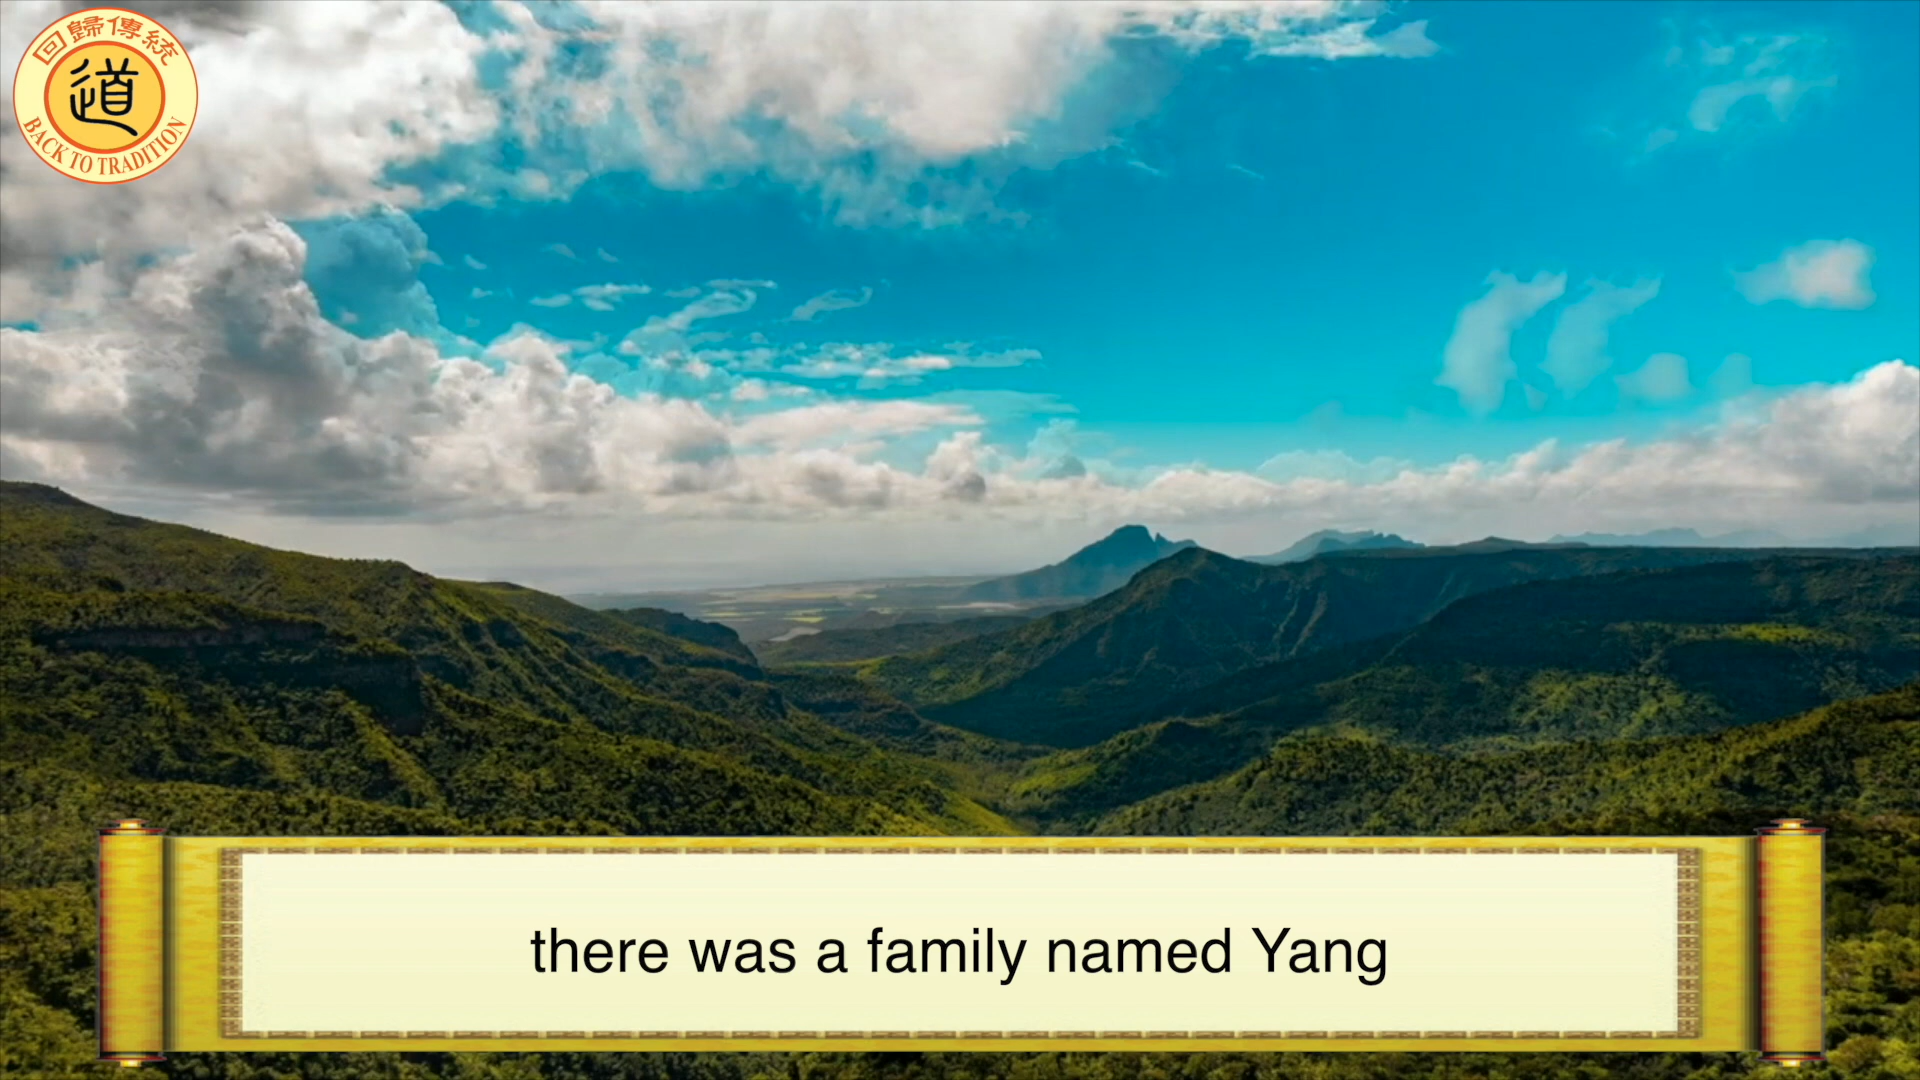 回歸傳統
道
BACK TO TRADITION
there was a family named Yang